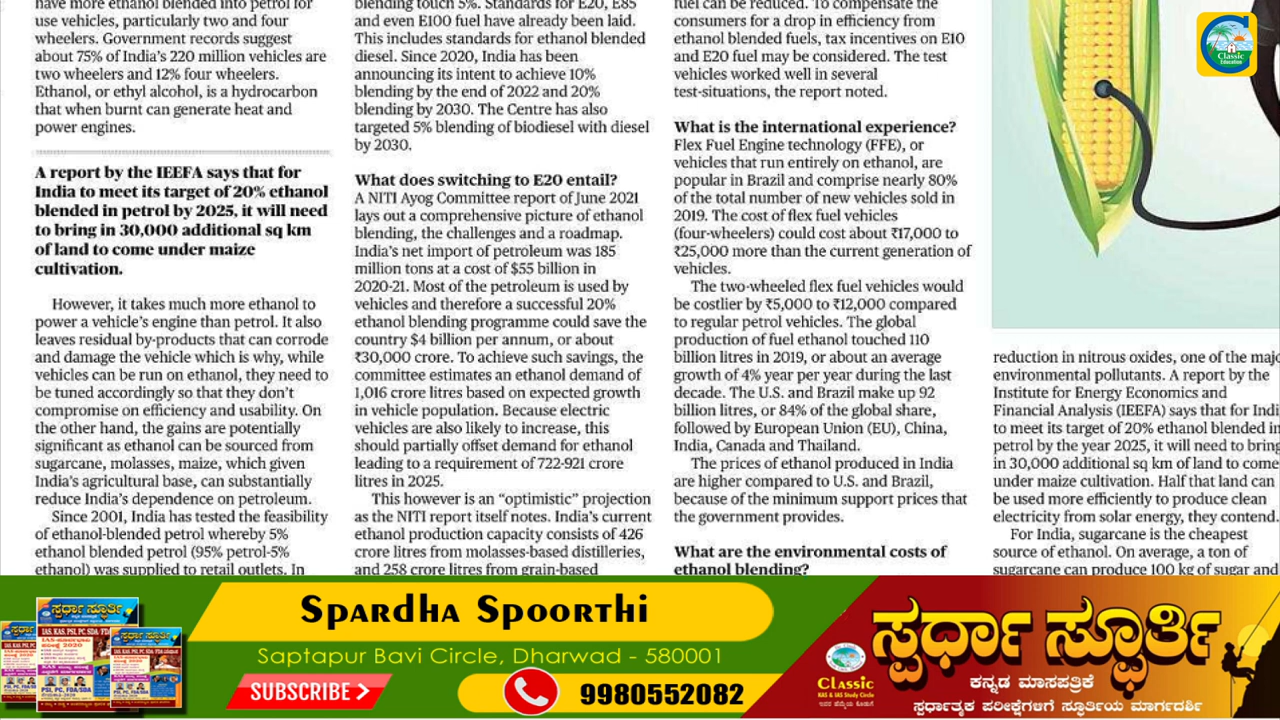 have more ethanol blended into petrol for
use vehicles, particularly two and four
wheelers. Government records suggest
about 75% of India's 220 million vehicles are
two wheelers and 12% four wheelers.
Ethanol, or ethyl alcohol, is a hydrocarbon
that when burnt can generate heat and
power engines.
A report by the IEEFA says that for
India to meet its target of 20% ethanol
blended in petrol by 2025, it will need
to bring in 30,000 additional sq km
of land to come under maize
cultivation.
However, it takes much more ethanol to
power a vehicle's engine than petrol. It also
leaves residual by-products that can corrode
and damage the vehicle which is why, while
vehicles can be run on ethanol, they need to
be tuned accordingly so that they don't
compromise on efficiency and usability. On
the other hand, the gains are potentially
significant as ethanol can be sourced from
sugarcane, molasses, maize, which given
India's agricultural base, can substantially
reduce India's dependence on petroleum.
Since 2001, India has tested the feasibility
of ethanol-blended petrol whereby 5%
ethanol blended petrol (95% petrol-5%
ethanol) was supplied to retail outlets. In
blending touch 5%. Standards for E20, E85
and even E100 fuel have already been laid.
This includes standards for ethanol blended
diesel. Since 2020, India has been
announcing its intent to achieve 10%
blending by the end of 2022 and 20%
blending by 2030. The Centre has also
targeted 5% blending of biodiesel with diesel
by 2030.
What does switching to E20 entail?
A NITI Ayog Committee report of June 2021
lays out a comprehensive picture of ethanol
blending, the challenges and a roadmap.
India's net import of petroleum was 185
million tons at a cost of $55 billion in
2020-21. Most of the petroleum is used by
vehicles and therefore a successful 20%
ethanol blending programme could save the
country $4 billion per annum, or about
₹30,000 crore. To achieve such savings, the
committee estimates an ethanol demand of
1,016 crore litres based on expected growth
in vehicle population. Because electric
vehicles are also likely to increase, this
should partially offset demand for ethanol
leading to a requirement of 722-921 crore
litres in 2025.
This however is an “optimistic” projection
as the NITI report itself notes. India's current
ethanol production capacity consists of 426
crore litres from molasses-based distilleries,
and 258 crore litres from grain-based
fuel can be reduced. To compensate the
consumers for a drop in efficiency from
ethanol blended fuels, tax incentives on E10
and E20 fuel may be considered. The test
vehicles worked well in several
test-situations, the report noted.
What is the international experience?
Flex Fuel Engine technology (FFE), or
vehicles that run entirely on ethanol, are
popular in Brazil and comprise nearly 80%
of the total number of new vehicles sold in
2019. The cost of flex fuel vehicles
(four-wheelers) could cost about ₹17,000 to
₹25,000 more than the current generation of
vehicles.
The two-wheeled flex fuel vehicles would
be costlier by ₹5,000 to ₹12,000 compared
to regular petrol vehicles. The global
production of fuel ethanol touched 110
billion litres in 2019, or about an average
growth of 4% year per year during the last
decade. The U.S. and Brazil make up 92
billion litres, or 84% of the global share,
followed by European Union (EU), China,
India, Canada and Thailand.
The prices of ethanol produced in India
are higher compared to U.S. and Brazil,
because of the minimum support prices that
the government provides.
What are the environmental costs of
ethanol blending?
Classic
Education
reduction in nitrous oxides, one of the majo
environmental pollutants. A report by the
Institute for Energy Economics and
Financial Analysis (IEEFA) says that for Indi
to meet its target of 20% ethanol blended in
petrol by the year 2025, it will need to bring
in 30,000 additional sq km of land to come
under maize cultivation. Half that land can
be used more efficiently to produce clean
electricity from solar energy, they contend.
For India, sugarcane is the cheapest
source of ethanol. On average, a ton of
sugarcane can produce 100 kg of sugar and
ಸ್ಪರ್ಧಾ ಸ್ಫೂರ್ತಿ
Spardha Spoorthi
Saptapur Bavi Circle, Dharwad - 580001
SUBSCRIBE
9980552082
Classic
KAS & IAS Study Circle
ಸ್ಪರ್ಧಾ ಸ್ಫೂರ್ತಿ
ಕನ್ನಡ ಮಾಸಪತ್ರಿಕೆ
ಸ್ಪರ್ಧಾತ್ಮಕ ಪರೀಕ್ಷೆಗಳಿಗೆ ಸ್ಫೂರ್ತಿಯ ಮಾರ್ಗದರ್ಶಿ